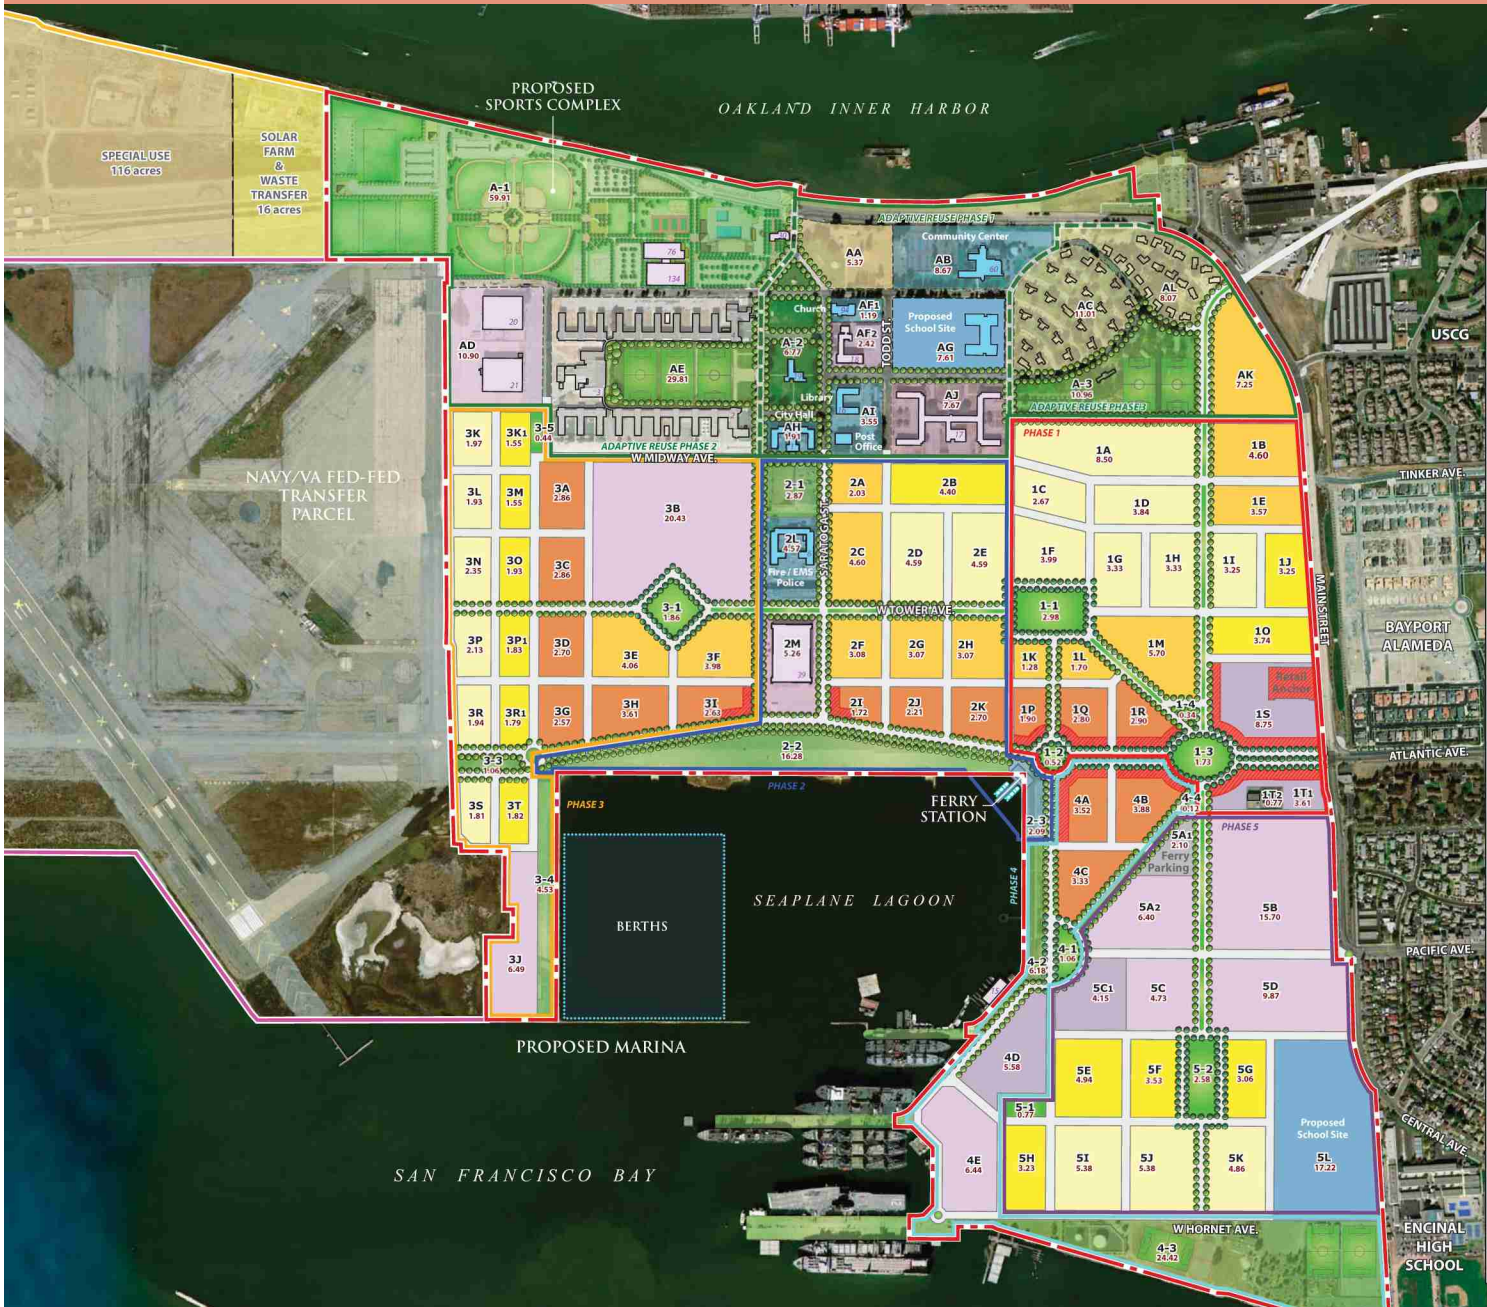 OAKLAND INNER HARBOR
PROPOSED
- SPORTS COMPLEX
SPECIAL USE
116 acres
SOLAR
FARM
&
WASTE
TRANSFER
16 acres
A-1
59.91
76
134
ADAPTIVE REUSE PHASE 1
Community Center
AA
5.37
AB
8.67
60
AC
11.01
AL
8.07
USCG
20
AD
10.90
21
AE
29.81
3
ADAPTIVE REUSE PHASE 2
W MIDWAY AVE.
Church
94
AF1
1.19
AF2
2.42
TODD ST.
Proposed
School Site
AG
7.61
A-2
6.77
Library
City Hall
AH
1.91
AI
3.55
Post
Office
AJ
7.67
17
A-3
10.96
ADAPTIVE REUSE PHASE 3
AK
7.25
NAVY/VA FED-FED
TRANSFER
PARCEL
3K
1.97
3K1
1.55
3-5
0.44
3L
1.93
3M
1.55
3A
2.86
3B
20.43
3N
2.35
3O
1.93
3C
2.86
3-1
1.86
3P
2.13
3P1
1.83
3D
2.70
3E
4.06
3F
3.98
3R
1.94
3R1
1.79
3G
2.57
3H
3.61
3I
2.63
3-3
1.06
3S
1.81
3T
1.82
PHASE 3
3-4
4.53
3J
6.49
2-1
2.87
2A
2.03
2B
4.40
2L
4.57
Fire / EMS
Police
SARATOGA ST.
2C
4.60
2D
4.59
2E
4.59
W TOWER AVE.
2M
5.26
39
2F
3.08
2G
3.07
2H
3.07
2I
1.72
2J
2.21
2K
2.70
2-2
16.28
PHASE 2
FERRY
STATION
2-3
2.09
PHASE 1
1A
8.50
1B
4.60
1C
2.67
1D
3.84
1E
3.57
TINKER AVE.
1F
3.99
1G
3.33
1H
3.33
1I
3.25
1J
3.25
MAIN STREET
1-1
2.98
1K
1.28
1L
1.70
1M
5.70
1O
3.74
BAYPORT
ALAMEDA
1P
1.90
1Q
2.80
1R
2.90
1-4
0.34
Retail
Anchor
1S
8.75
1-2
0.52
1-3
1.73
ATLANTIC AVE.
1T2
0.77
1T1
3.61
4A
3.52
4B
3.88
4-4
0.12
5A1
2.10
Ferry
Parking
PHASE 5
PHASE 4
4C
3.33
5A2
6.40
5B
15.70
BERTHS
SEAPLANE LAGOON
4-1
1.06
4-2
6.18
PACIFIC AVE.
5C1
4.15
5C
4.73
5D
9.87
PROPOSED MARINA
4D
5.58
5E
4.94
5F
3.53
5-2
2.58
5G
3.06
5-1
0.77
Proposed
School Site
5L
17.22
CENTRAL AVE.
SAN FRANCISCO BAY
4E
6.44
5H
3.23
5I
5.38
5J
5.38
5K
4.86
W HORNET AVE.
4-3
24.42
ENCINAL
HIGH
SCHOOL